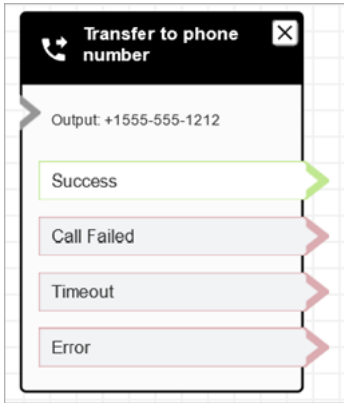 Transfer to phone
number
Output: +1555-555-1212
Success
Call Failed
Timeout
Error